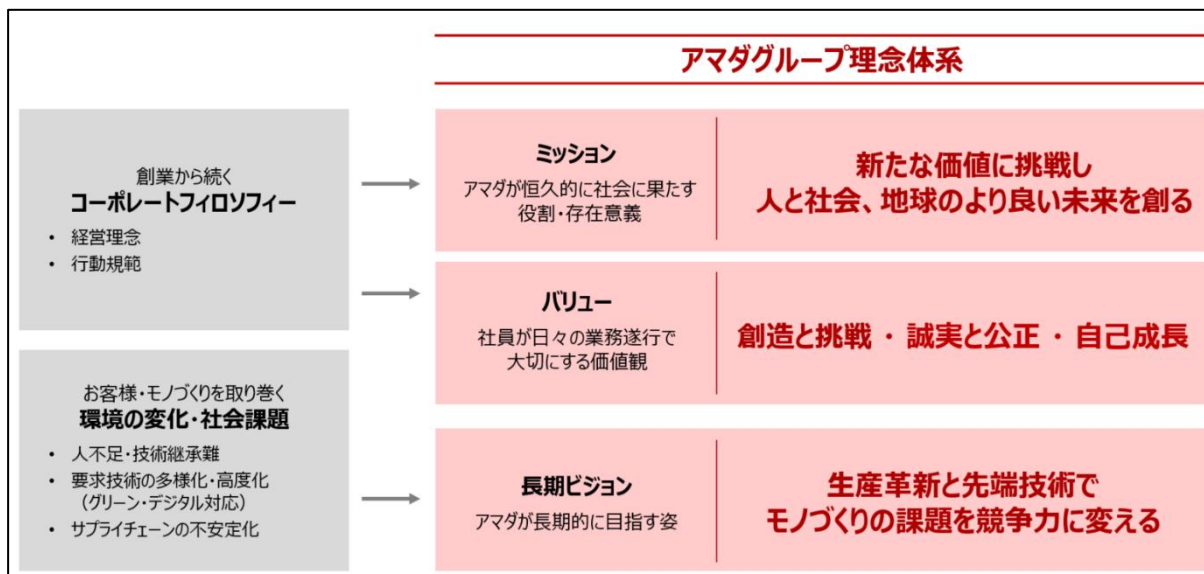 アマダグループ理念体系
創業から続く
コーポレートフィロソフィー
• 経営理念
• 行動規範
お客様・モノづくりを取り巻く
環境の変化・社会課題
• 人不足・技術継承難
• 要求技術の多様化・高度化
（グリーン・デジタル対応）
• サプライチェーンの不安定化
ミッション
アマダが恒久的に社会に果たす
役割・存在意義
新たな価値に挑戦し
人と社会、地球のより良い未来を創る
バリュー
社員が日々の業務遂行で
大切にする価値観
創造と挑戦 ・ 誠実と公正 ・ 自己成長
長期ビジョン
アマダが長期的に目指す姿
生産革新と先端技術で
モノづくりの課題を競争力に変える